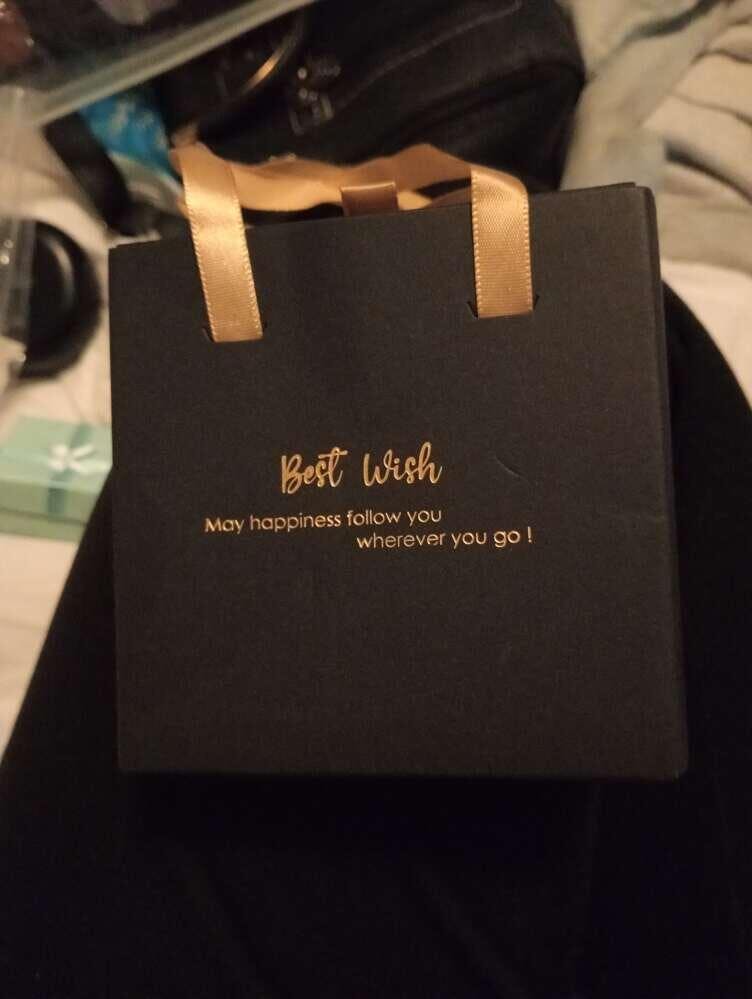 Best Wish
May happiness follow you
wherever you go !